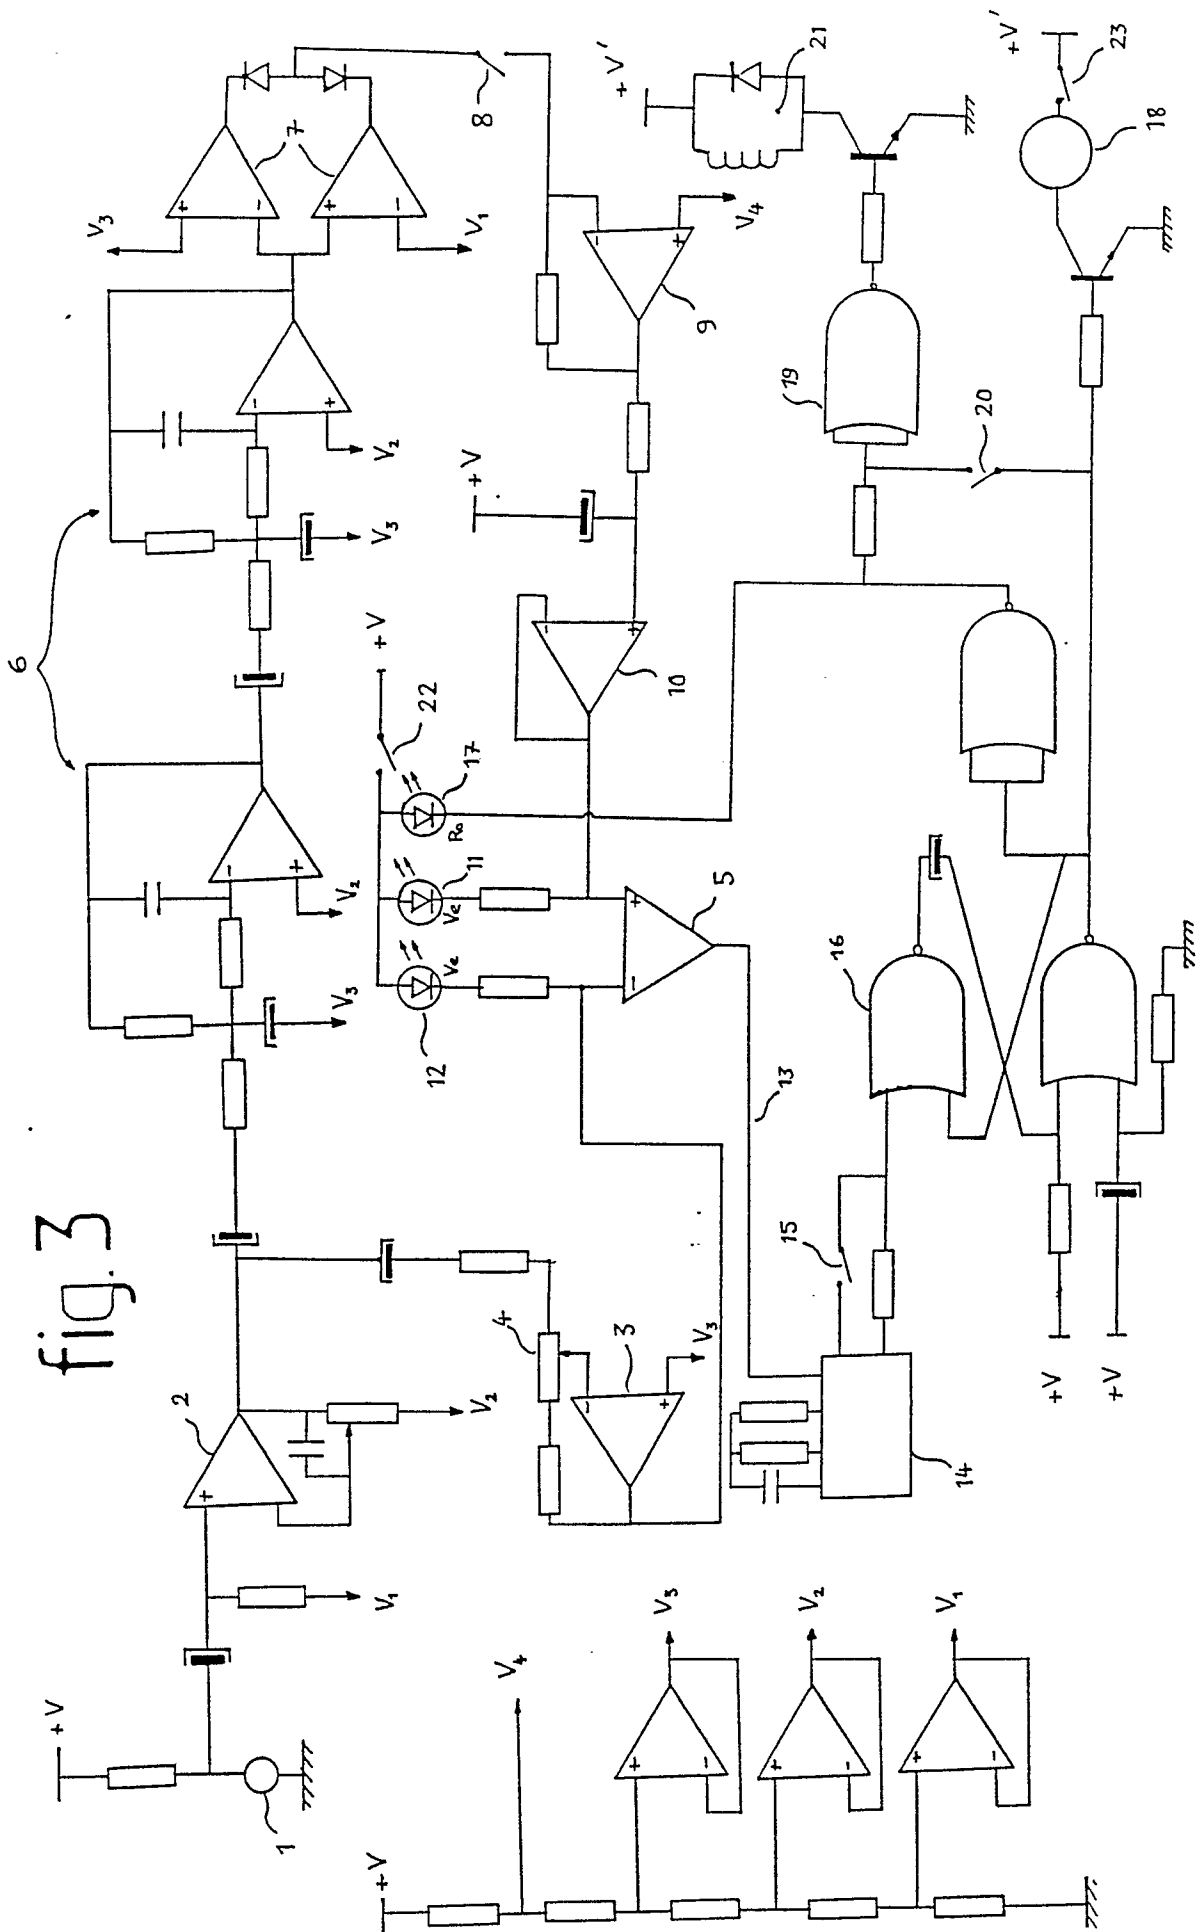 fig.3
+V
1
V₁
2
V₂
4
3
V₃
6
V₃
V₂
V₃
V₂
7
V₃
V₁
8
9
V₄
+V
10
+V
22
17
Ro
11
Ve
12
Ve
5
13
14
15
16
+V
+V
19
20
21
+V'
18
23
+V'
+V
V₄
V₃
V₂
V₁
+
+
-
-
+
-
+
+
-
+
-
-
+
-
+
+
-
+
-
+
-
+
-